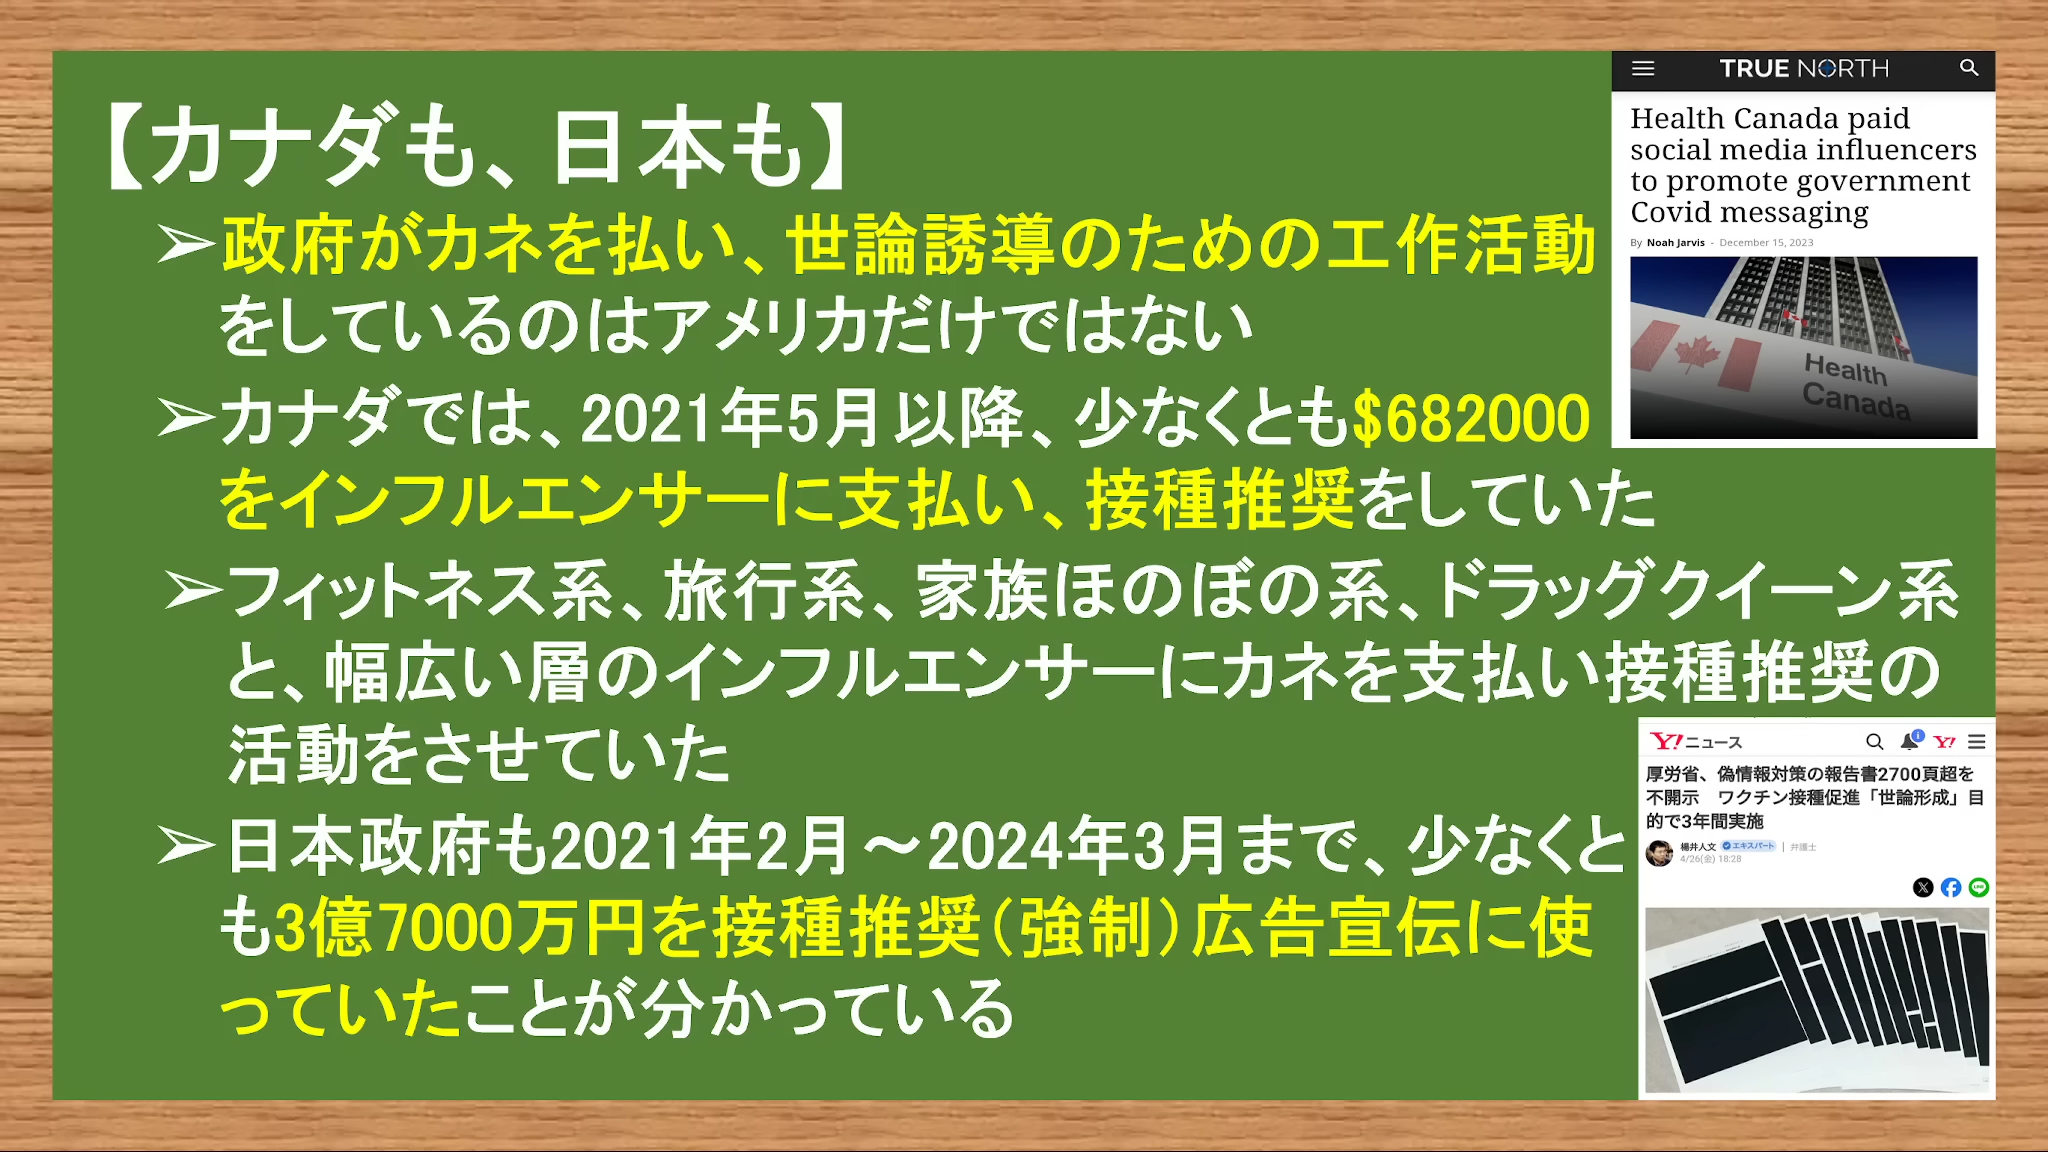 【カナダも、日本も】
➢政府がカネを払い、世論誘導のための工作活動
をしているのはアメリカだけではない
➢カナダでは、2021年5月以降、少なくとも$682000
をインフルエンサーに支払い、接種推奨をしていた
➢フィットネス系、旅行系、家族ほのぼの系、ドラッグクイーン系
と、幅広い層のインフルエンサーにカネを支払い接種推奨の
活動をさせていた
➢日本政府も2021年2月～2024年3月まで、少なくと
も3億7000万円を接種推奨（強制）広告宣伝に使
っていたことが分かっている
TRUE NORTH
Health Canada paid
social media influencers
to promote government
Covid messaging
By Noah Jarvis - December 15, 2023
Health
Canada
Y!ニュース
厚労省、偽情報対策の報告書2700頁超を
不開示 ワクチン接種促進「世論形成」目
的で3年間実施
楊井人文 エキスパート | 弁護士
4/26(金) 18:28